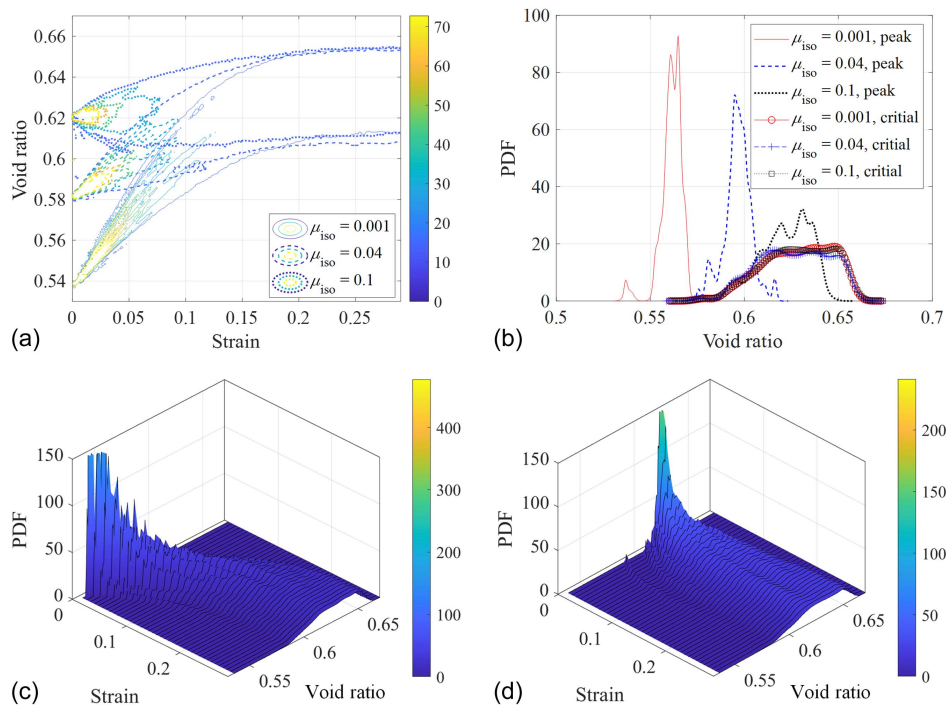 0.66
0.64
0.62
0.6
0.58
0.56
0.54
Void ratio
0
0.05
0.1
0.15
0.2
0.25
Strain
μiso = 0.001
μiso = 0.04
μiso = 0.1
70
60
50
40
30
20
10
0
(a)
100
80
60
40
20
0
PDF
0.5
0.55
0.6
0.65
0.7
Void ratio
μiso = 0.001, peak
μiso = 0.04, peak
μiso = 0.1, peak
μiso = 0.001, critial
μiso = 0.04, critial
μiso = 0.1, critial
(b)
150
100
50
0
PDF
0
0.1
0.2
Strain
0.55
0.6
0.65
Void ratio
400
300
200
100
0
(c)
150
100
50
0
PDF
0
0.1
0.2
Strain
0.55
0.6
0.65
Void ratio
200
150
100
50
0
(d)